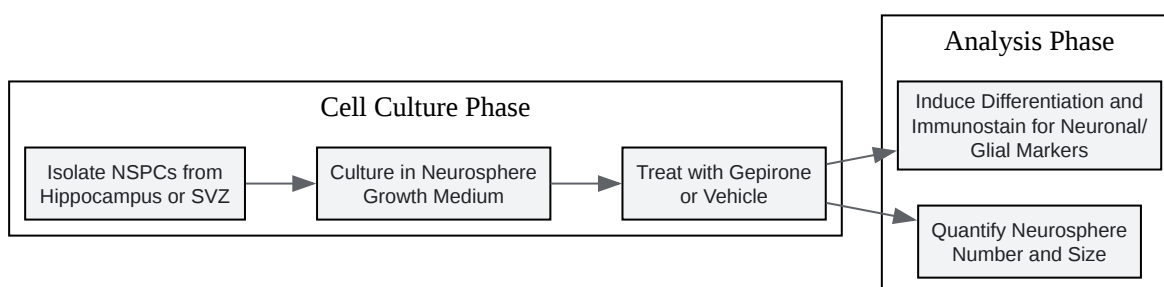 Cell Culture Phase
Isolate NSPCs from
Hippocampus or SVZ
Culture in Neurosphere
Growth Medium
Treat with Gepirone
or Vehicle
Analysis Phase
Induce Differentiation and
Immunostain for Neuronal/
Glial Markers
Quantify Neurosphere
Number and Size